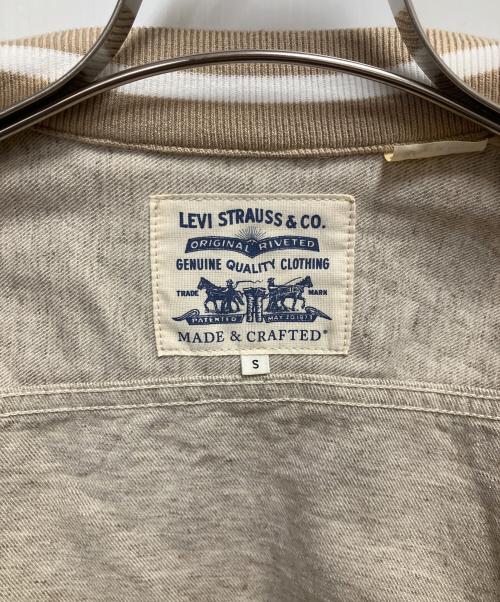 LEVI STRAUSS & CO.
ORIGINAL RIVETED
GENUINE QUALITY CLOTHING
TRADE MARK
PATENTED MAY 20 1873
MADE & CRAFTED®
S